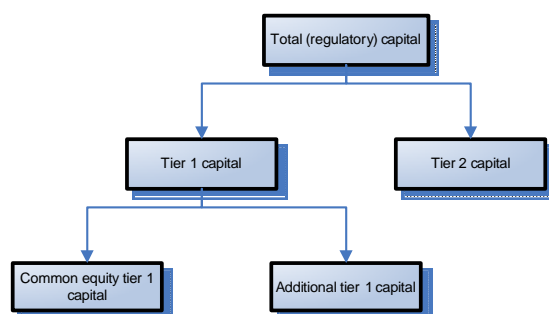 Total (regulatory) capital
Tier 1 capital
Tier 2 capital
Common equity tier 1
capital
Additional tier 1 capital